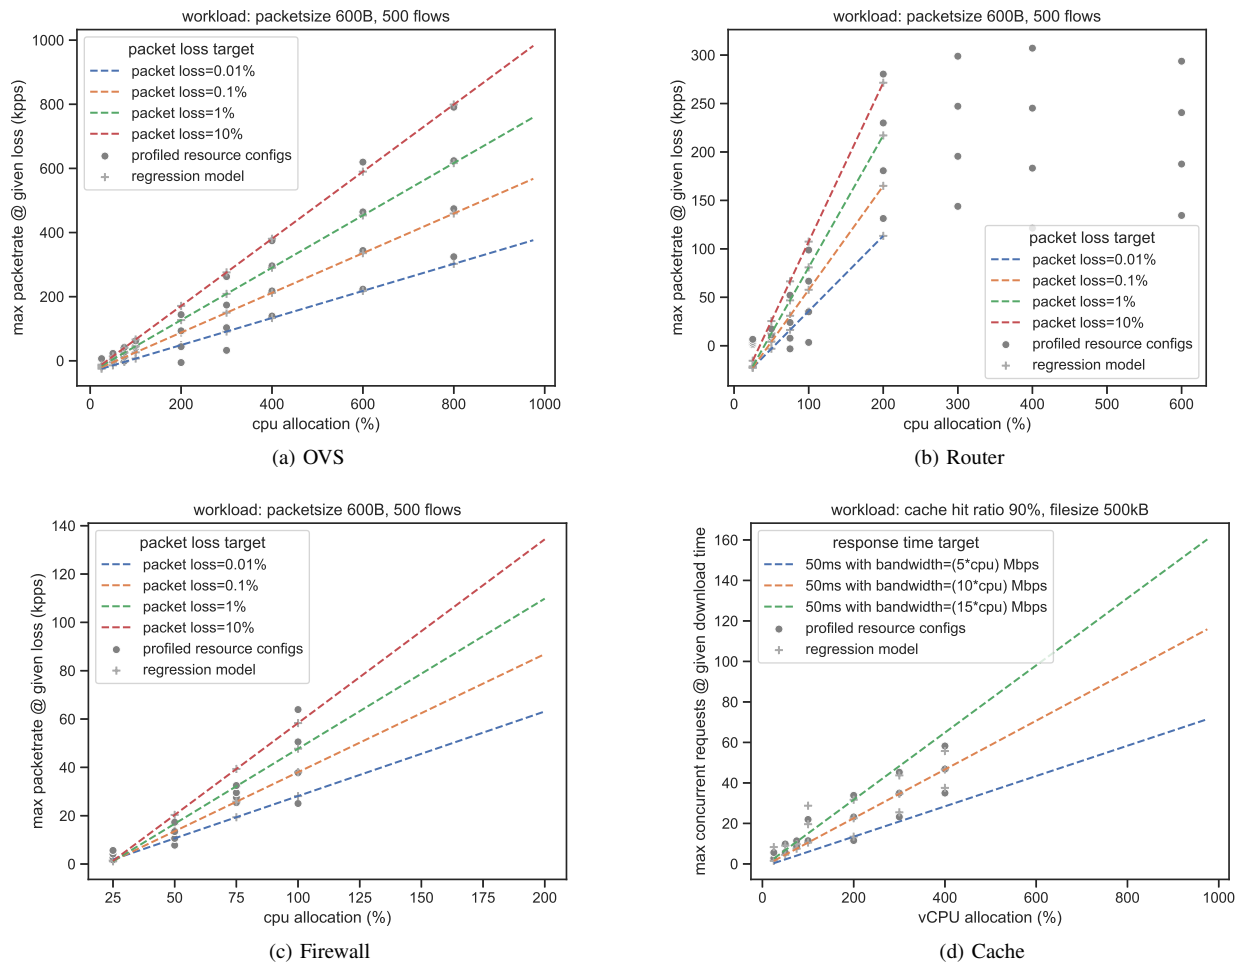 workload: packetsize 600B, 500 flows
max packetrate @ given loss (kpps)
1000
800
600
400
200
0
packet loss target
packet loss=0.01%
packet loss=0.1%
packet loss=1%
packet loss=10%
profiled resource configs
regression model
0 200 400 600 800 1000
cpu allocation (%)
(a) OVS
workload: packetsize 600B, 500 flows
max packetrate @ given loss (kpps)
300
250
200
150
100
50
0
packet loss target
packet loss=0.01%
packet loss=0.1%
packet loss=1%
packet loss=10%
profiled resource configs
regression model
0 100 200 300 400 500 600
cpu allocation (%)
(b) Router
workload: packetsize 600B, 500 flows
max packetrate @ given loss (kpps)
140
120
100
80
60
40
20
0
packet loss target
packet loss=0.01%
packet loss=0.1%
packet loss=1%
packet loss=10%
profiled resource configs
regression model
25 50 75 100 125 150 175 200
cpu allocation (%)
(c) Firewall
workload: cache hit ratio 90%, filesize 500kB
max concurrent requests @ given download time
160
140
120
100
80
60
40
20
0
response time target
50ms with bandwidth=(5*cpu) Mbps
50ms with bandwidth=(10*cpu) Mbps
50ms with bandwidth=(15*cpu) Mbps
profiled resource configs
regression model
0 200 400 600 800 1000
vCPU allocation (%)
(d) Cache